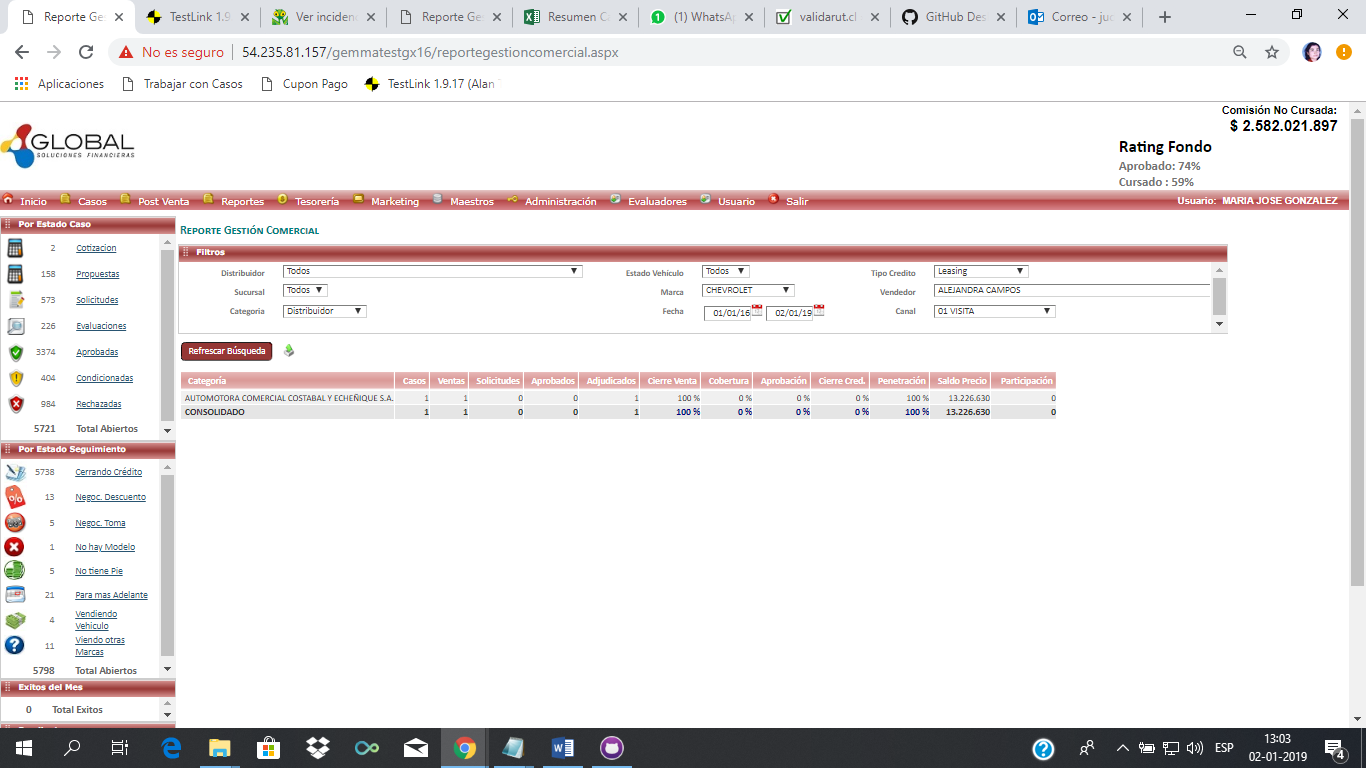 Reporte Ge
TestLink 1.9
Ver inciden
Reporte Ge
Resumen C
(1) WhatsA
validarut.cl
GitHub Des
Correo - jua
No es seguro | 54.235.81.157/gemmatestgx16/reportegestioncomercial.aspx
Aplicaciones
Trabajar con Casos
Cupon Pago
TestLink 1.9.17 (Alan
Comisión No Cursada:
$ 2.582.021.897
GLOBAL
SOLUCIONES FINANCIERAS
Rating Fondo
Aprobado: 74%
Cursado : 59%
Inicio Casos Post Venta Reportes Tesorería Marketing Maestros Administración Evaluadores Usuario Salir Usuario: MARIA JOSE GONZALEZ
Por Estado Caso
2 Cotizacion
158 Propuestas
573 Solicitudes
226 Evaluaciones
3374 Aprobadas
404 Condicionadas
984 Rechazadas
5721 Total Abiertos
Por Estado Seguimiento
5738 Cerrando Crédito
13 Negoc. Descuento
5 Negoc. Toma
1 No hay Modelo
5 No tiene Pie
21 Para mas Adelante
4 Vendiendo
Vehiculo
11 Viendo otras
Marcas
5798 Total Abiertos
Exitos del Mes
0 Total Exitos
REPORTE GESTIÓN COMERCIAL
Filtros
Distribuidor Todos Estado Vehículo Todos Tipo Credito Leasing
Sucursal Todos Marca CHEVROLET Vendedor ALEJANDRA CAMPOS
Categoria Distribuidor Fecha 01/01/16 02/01/19 Canal 01 VISITA
Refrescar Búsqueda
Categoría Casos Ventas Solicitudes Aprobados Adjudicados Cierre Venta Cobertura Aprobación Cierre Cred. Penetración Saldo Precio Participación
AUTOMOTORA COMERCIAL COSTABAL Y ECHEÑIQUE S.A. 1 1 0 0 1 100 % 0 % 0 % 0 % 100 % 13.226.630 0
CONSOLIDADO 1 1 0 0 1 100 % 0 % 0 % 0 % 100 % 13.226.630 0
ESP
13:03
02-01-2019
4